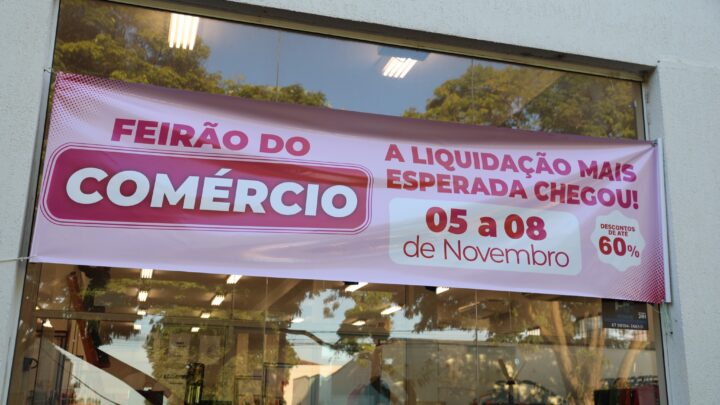 FEIRÃO DO
COMÉRCIO
A LIQUIDAÇÃO MAIS
ESPERADA CHEGOU!
05 a 08
de Novembro
DESCONTOS
DE ATÉ
60%